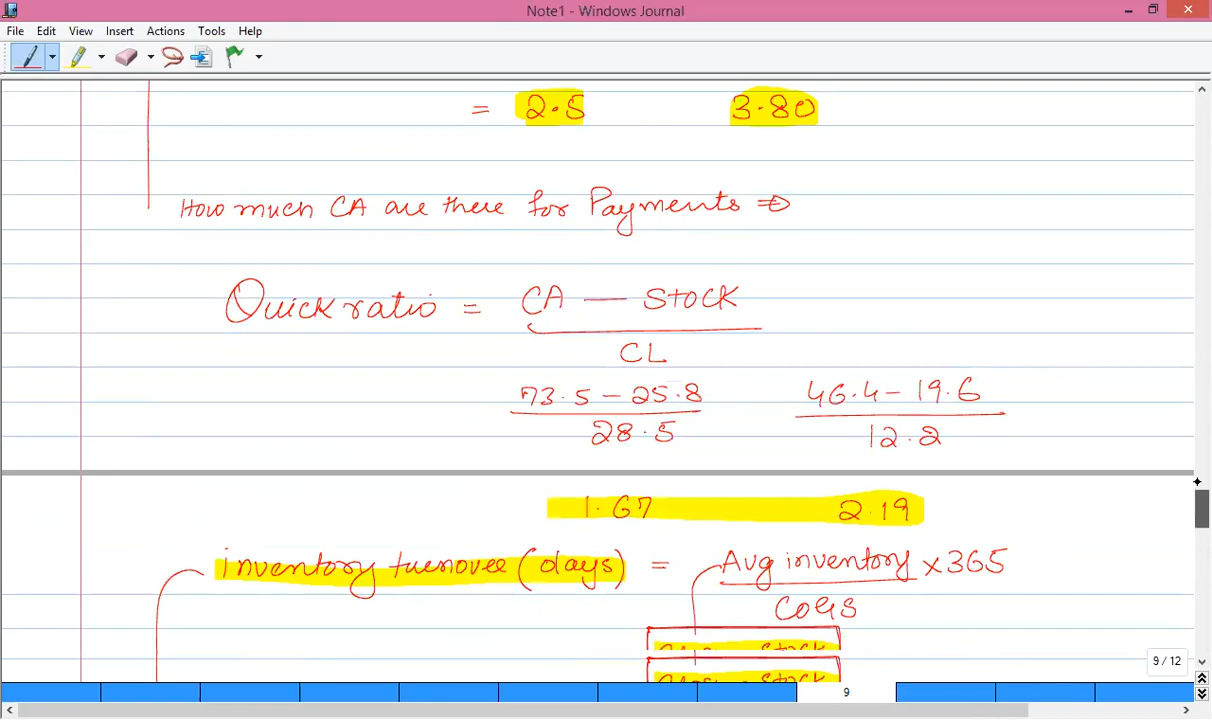 Note1 - Windows Journal
File Edit View Insert Actions Tools Help
= 2.5 3.80
How much CA are there for Payments ⇒
Quick ratio = CA — Stock
CL
73.5 - 25.8 46.4 - 19.6
28.5 12.2
1.67 2.19
inventory turnover (days) = Avg inventory × 365
COGS
stock
stock
9 / 12
9